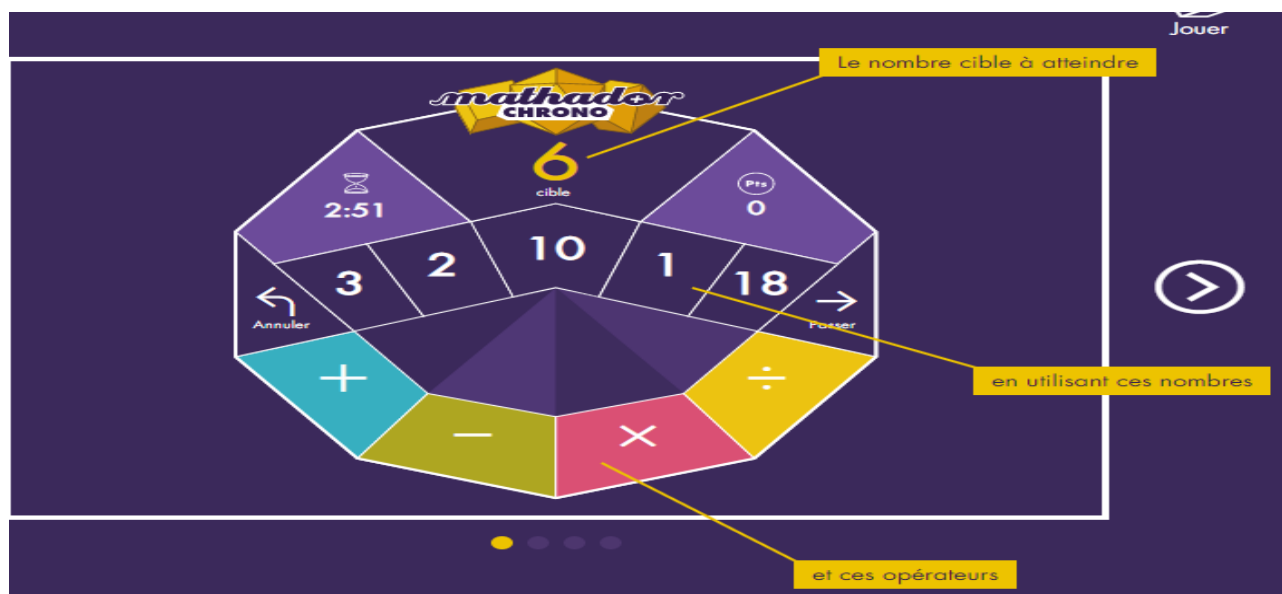 Jouer
Le nombre cible à atteindre
mathador
CHRONO
6
cible
2:51
Pts
0
3 2 10 1 18
Annuler
Passer
+ − × ÷
en utilisant ces nombres
et ces opérateurs